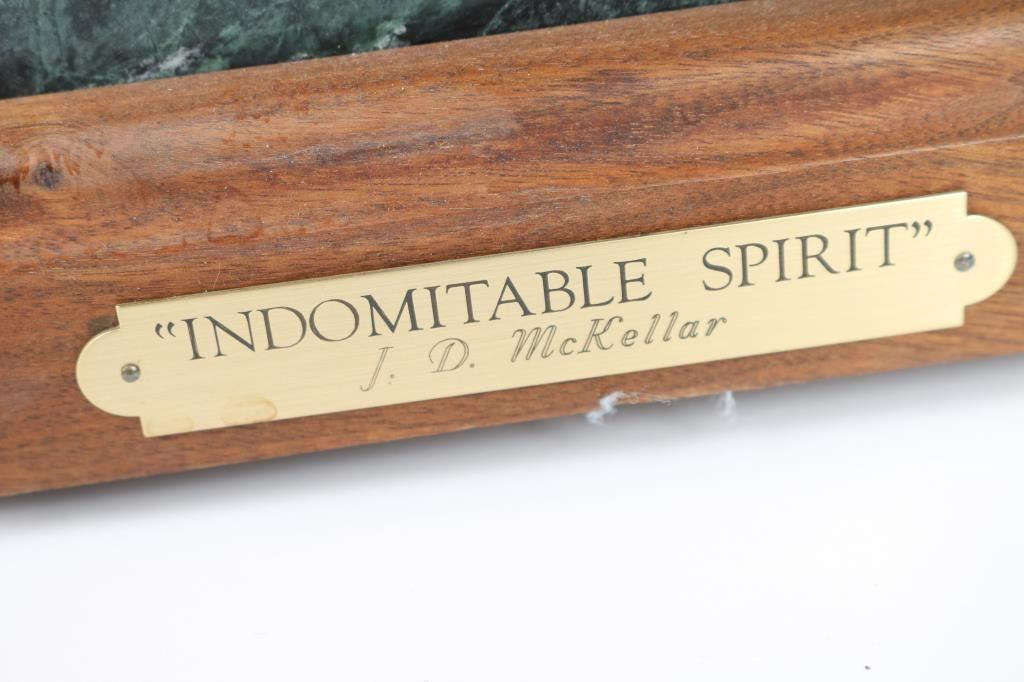 “INDOMITABLE SPIRIT”
J. D. McKellar